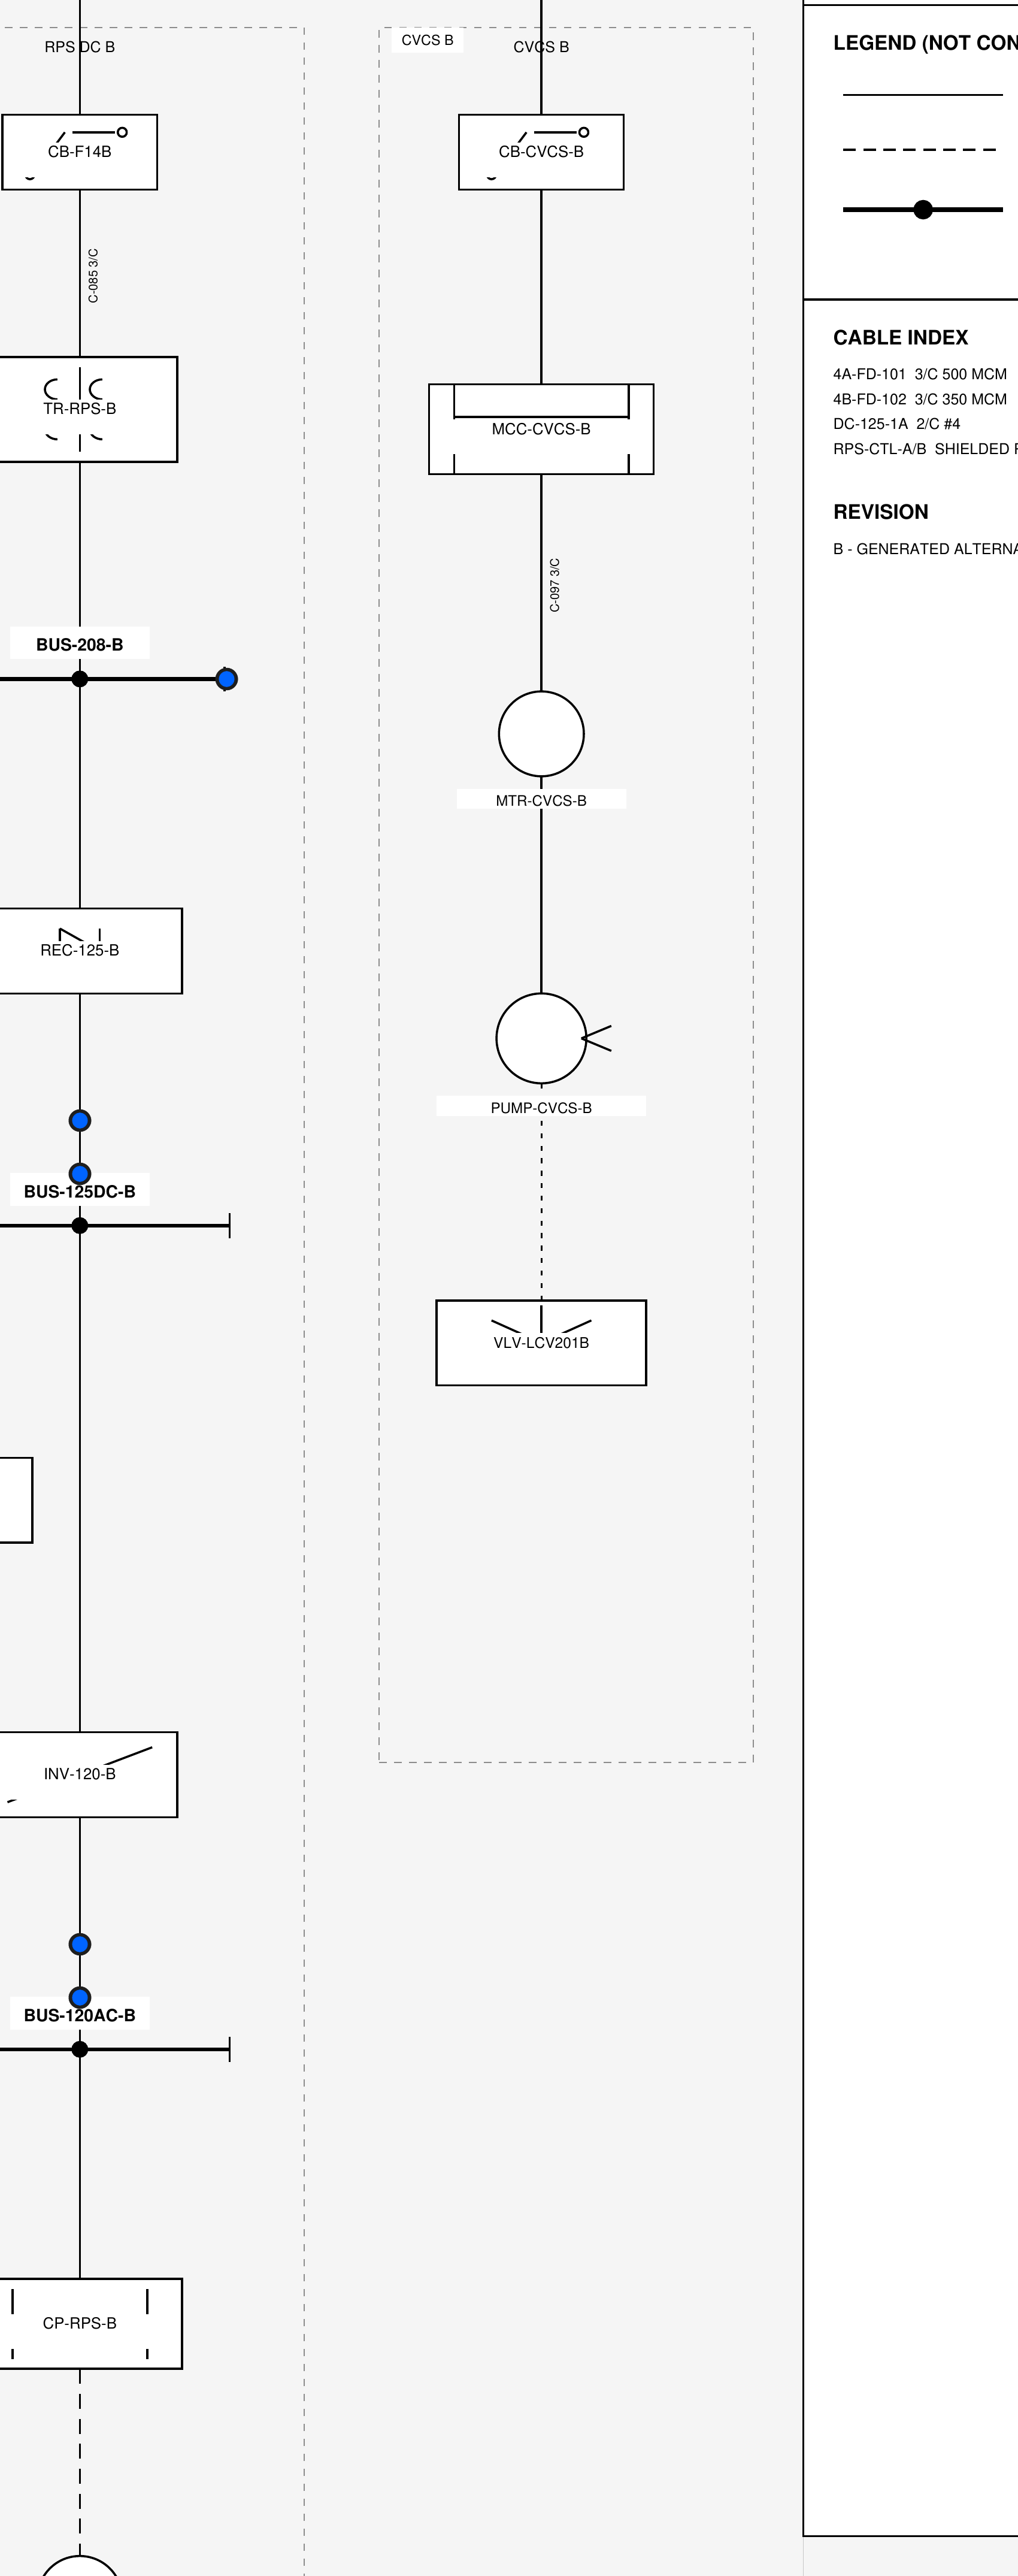 RPS DC B
CB-F14B
C-085 3/C
TR-RPS-B
BUS-208-B
REC-125-B
BUS-125DC-B
INV-120-B
BUS-120AC-B
CP-RPS-B
CVCS B
CVCS B
CB-CVCS-B
MCC-CVCS-B
C-097 3/C
MTR-CVCS-B
PUMP-CVCS-B
VLV-LCV201B
LEGEND (NOT CON
CABLE INDEX
4A-FD-101 3/C 500 MCM
4B-FD-102 3/C 350 MCM
DC-125-1A 2/C #4
RPS-CTL-A/B SHIELDED
REVISION
B - GENERATED ALTERNA